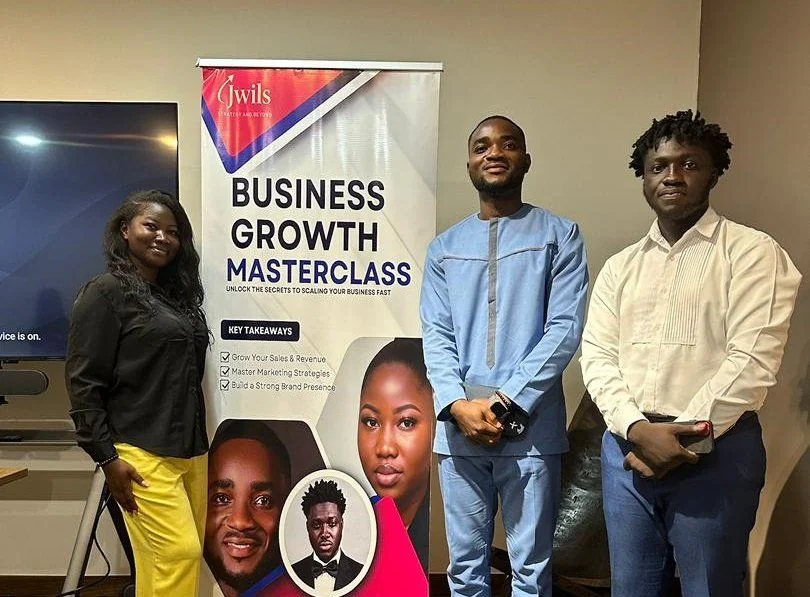 Jwils
STRATEGY AND BEYOND
BUSINESS
GROWTH
MASTERCLASS
UNLOCK THE SECRETS TO SCALING YOUR BUSINESS FAST
KEY TAKEAWAYS
Grow Your Sales & Revenue
Master Marketing Strategies
Build a Strong Brand Presence
vice is on.